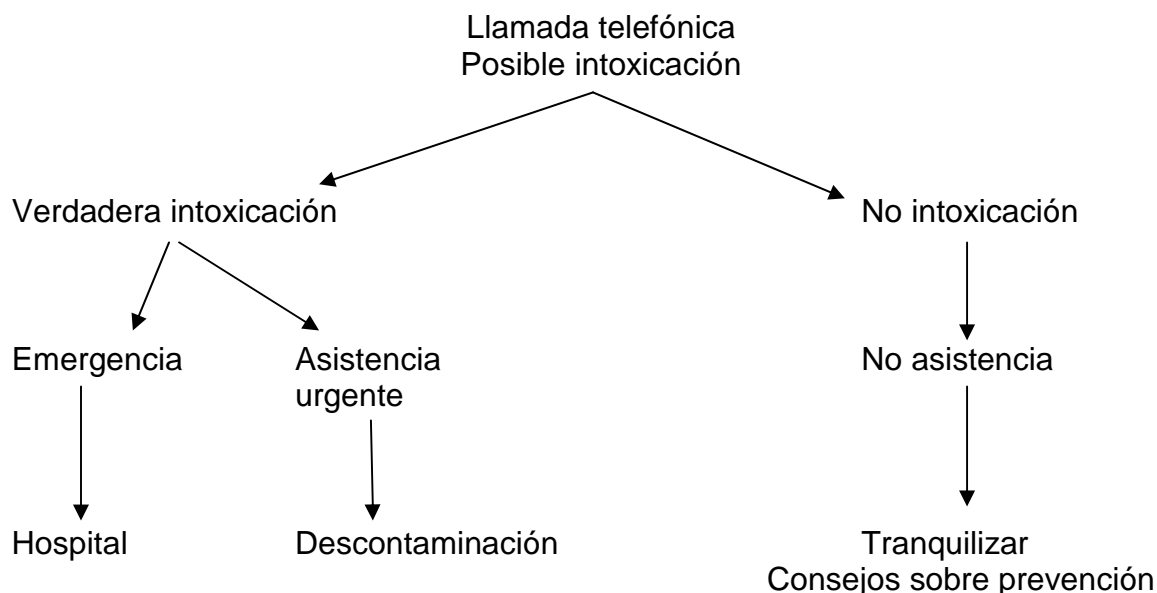 Llamada telefónica
Posible intoxicación
Verdadera intoxicación
No intoxicación
Emergencia
Asistencia
urgente
No asistencia
Hospital
Descontaminación
Tranquilizar
Consejos sobre prevención